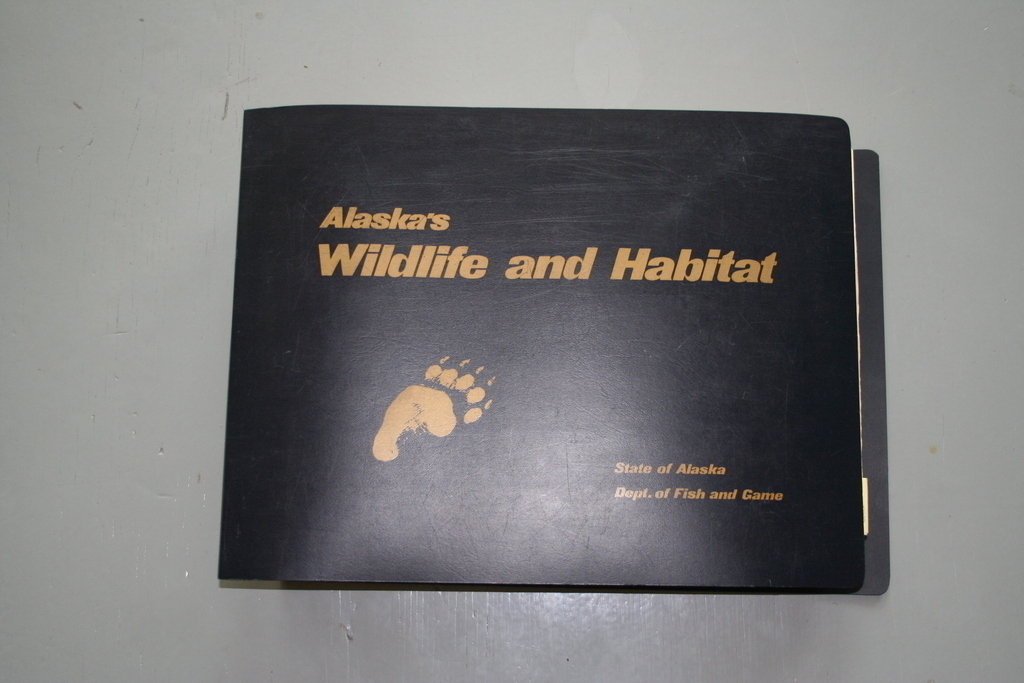 Alaska's
Wildlife and Habitat
State of Alaska
Dept. of Fish and Game